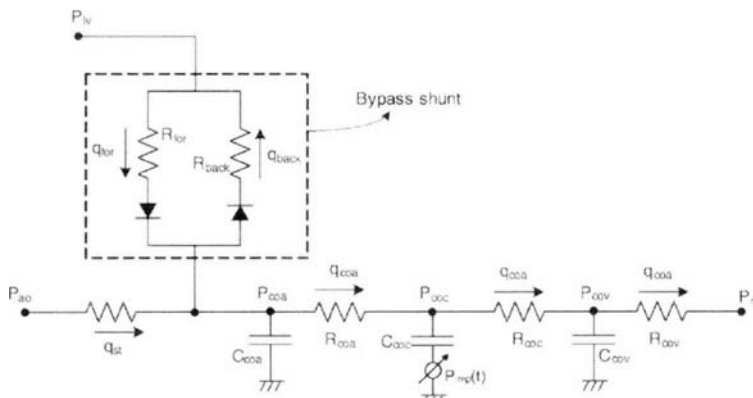 P_lv
Bypass shunt
q_for
R_for
R_back
q_back
P_ao
q_st
P_coa
C_coa
q_coa
R_coa
P_coc
C_coc
P_imp(t)
q_coa
R_coc
P_cov
C_cov
q_coa
R_cov